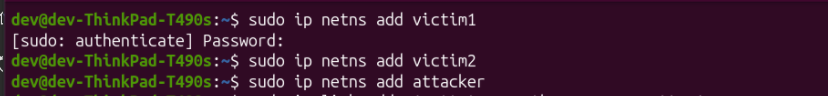 dev@dev-ThinkPad-T490s:~$ sudo ip netns add victim1
[sudo: authenticate] Password:
dev@dev-ThinkPad-T490s:~$ sudo ip netns add victim2
dev@dev-ThinkPad-T490s:~$ sudo ip netns add attacker